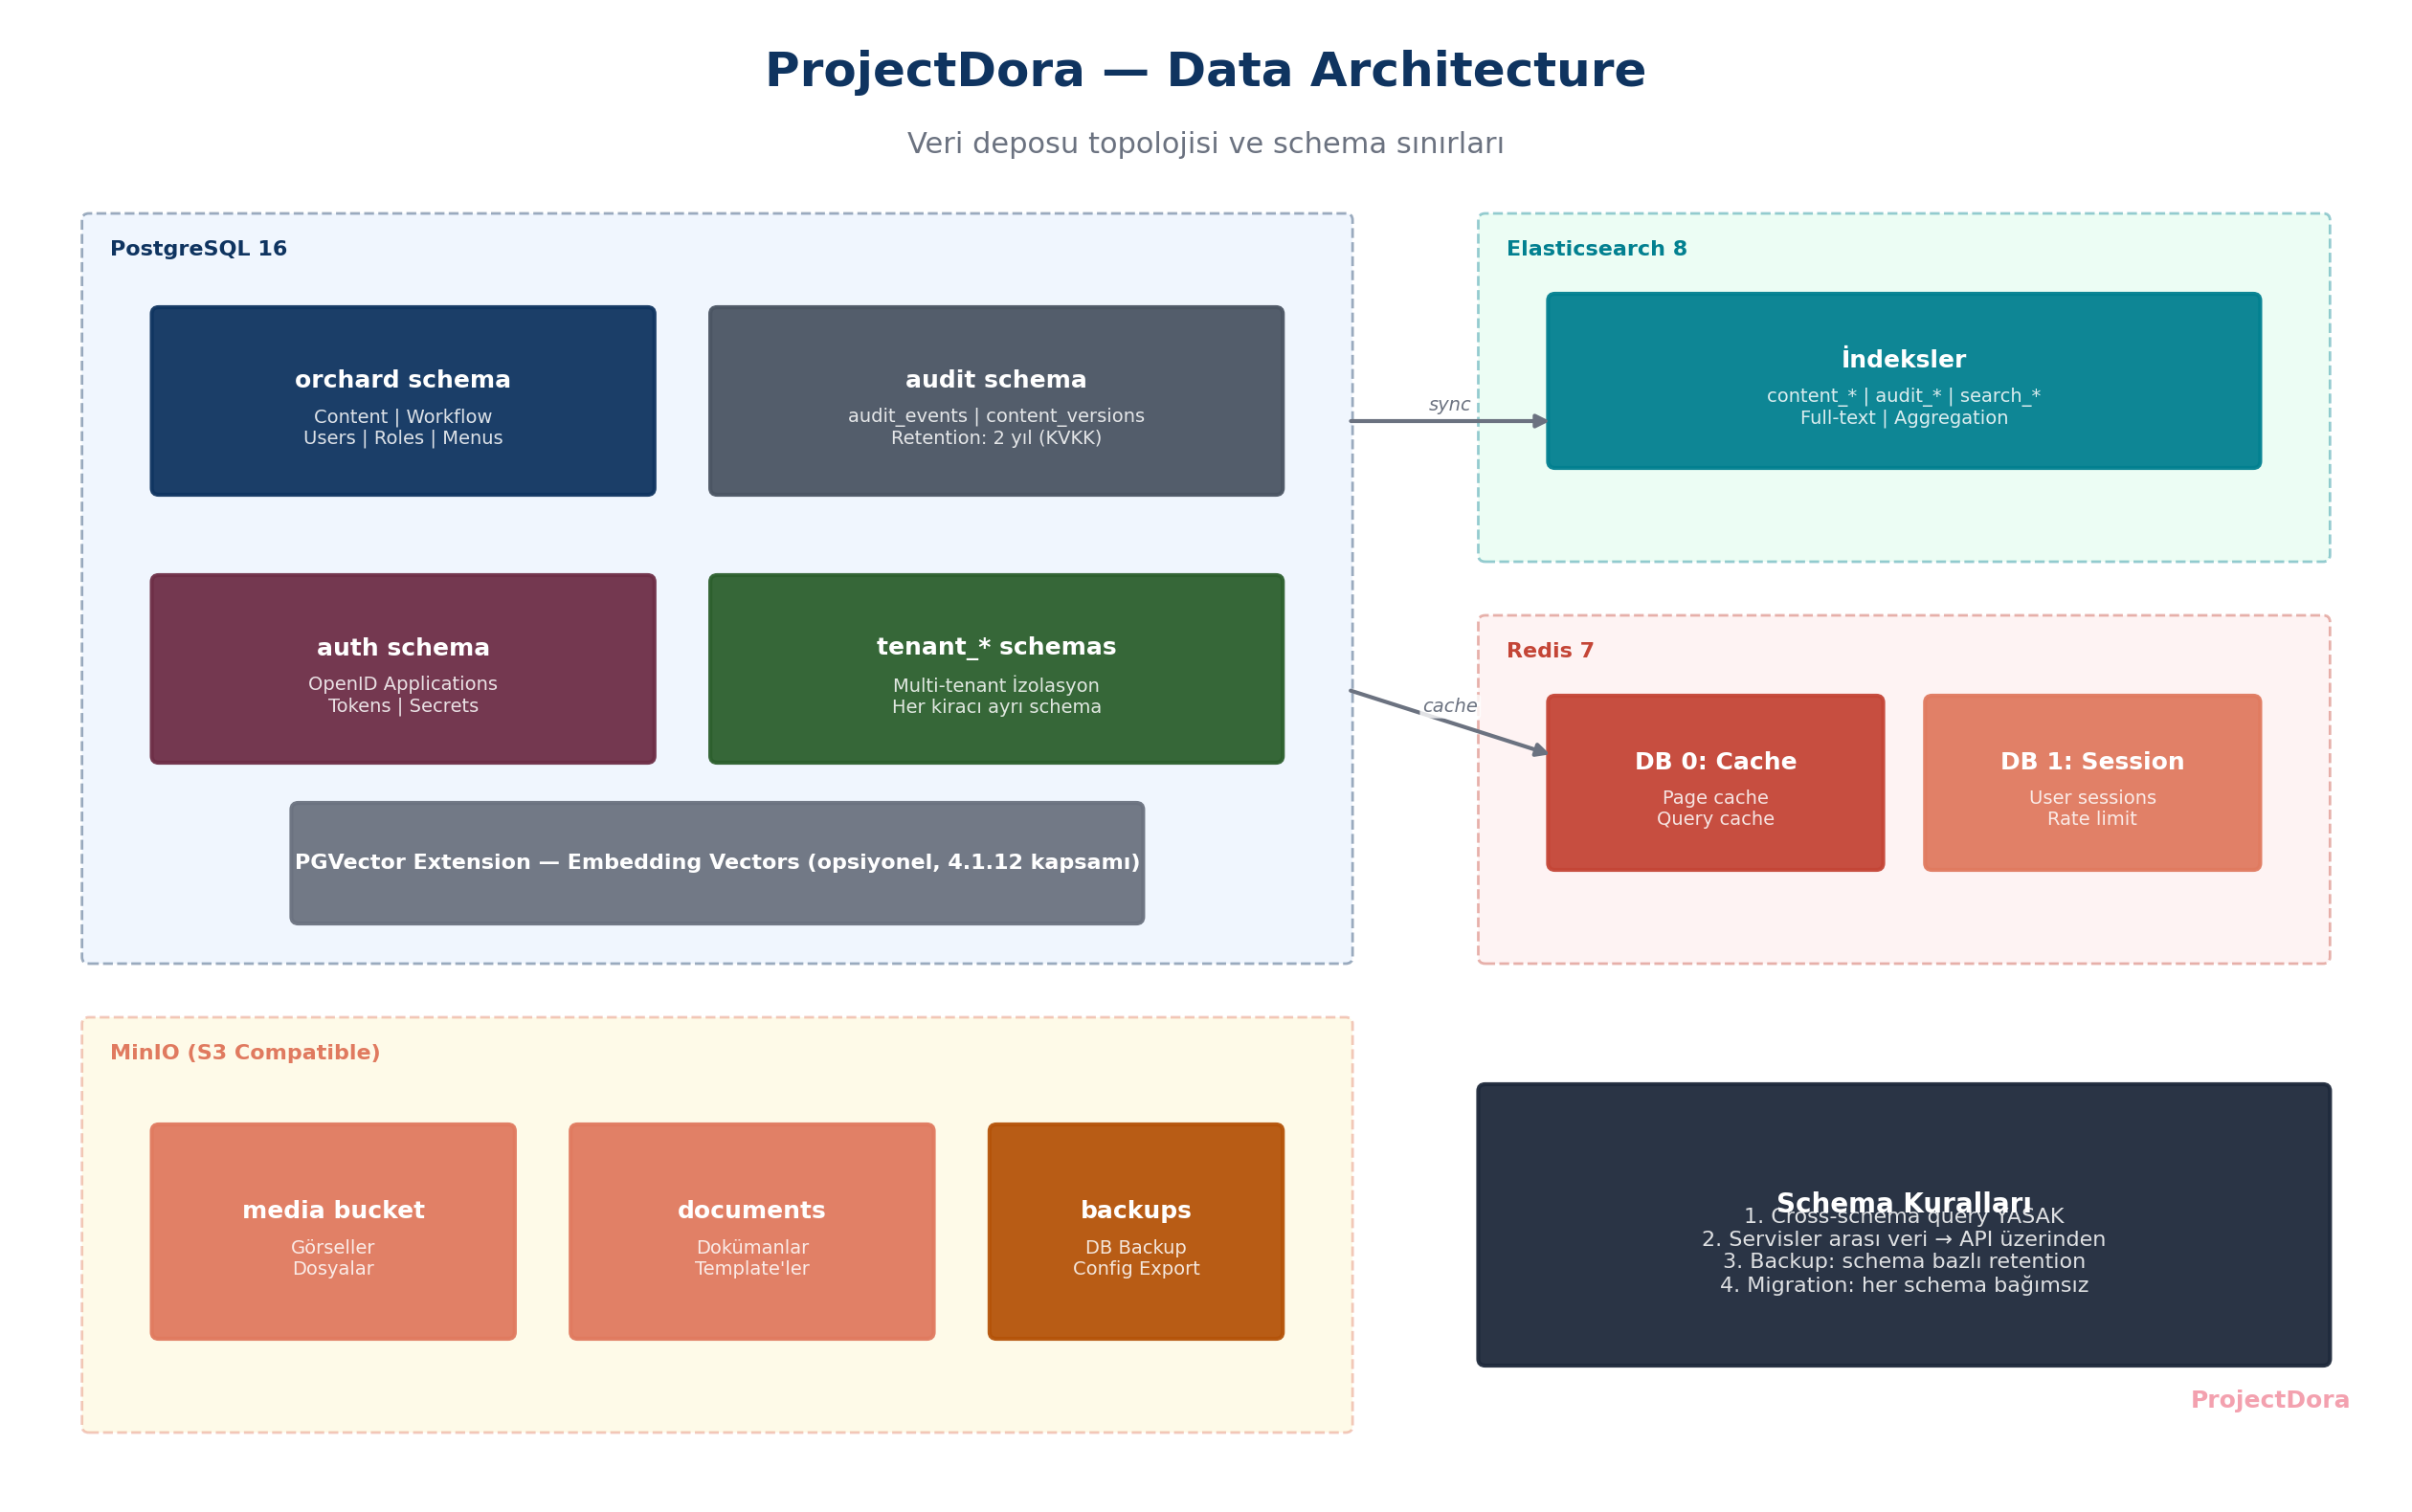 ProjectDora — Data Architecture
Veri deposu topolojisi ve schema sınırları
PostgreSQL 16
orchard schema
Content | Workflow
Users | Roles | Menus
audit schema
audit_events | content_versions
Retention: 2 yıl (KVKK)
auth schema
OpenID Applications
Tokens | Secrets
tenant_* schemas
Multi-tenant İzolasyon
Her kiracı ayrı schema
PGVector Extension — Embedding Vectors (opsiyonel, 4.1.12 kapsamı)
sync
cache
Elasticsearch 8
İndeksler
content_* | audit_* | search_*
Full-text | Aggregation
Redis 7
DB 0: Cache
Page cache
Query cache
DB 1: Session
User sessions
Rate limit
MinIO (S3 Compatible)
media bucket
Görseller
Dosyalar
documents
Dokümanlar
Template'ler
backups
DB Backup
Config Export
Schema Kuralları
1. Cross-schema query YASAK
2. Servisler arası veri → API üzerinden
3. Backup: schema bazlı retention
4. Migration: her schema bağımsız
ProjectDora